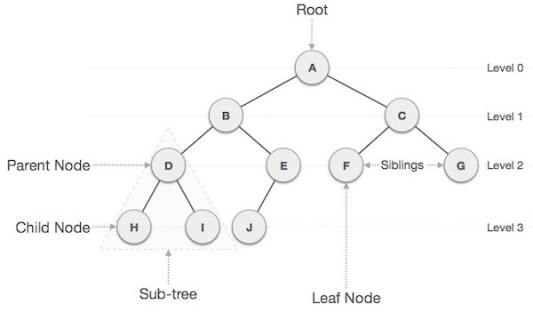 Root
A
Level 0
B
C
Level 1
Parent Node
D
E
F
Siblings
G
Level 2
Child Node
H
I
J
Level 3
Sub-tree
Leaf Node